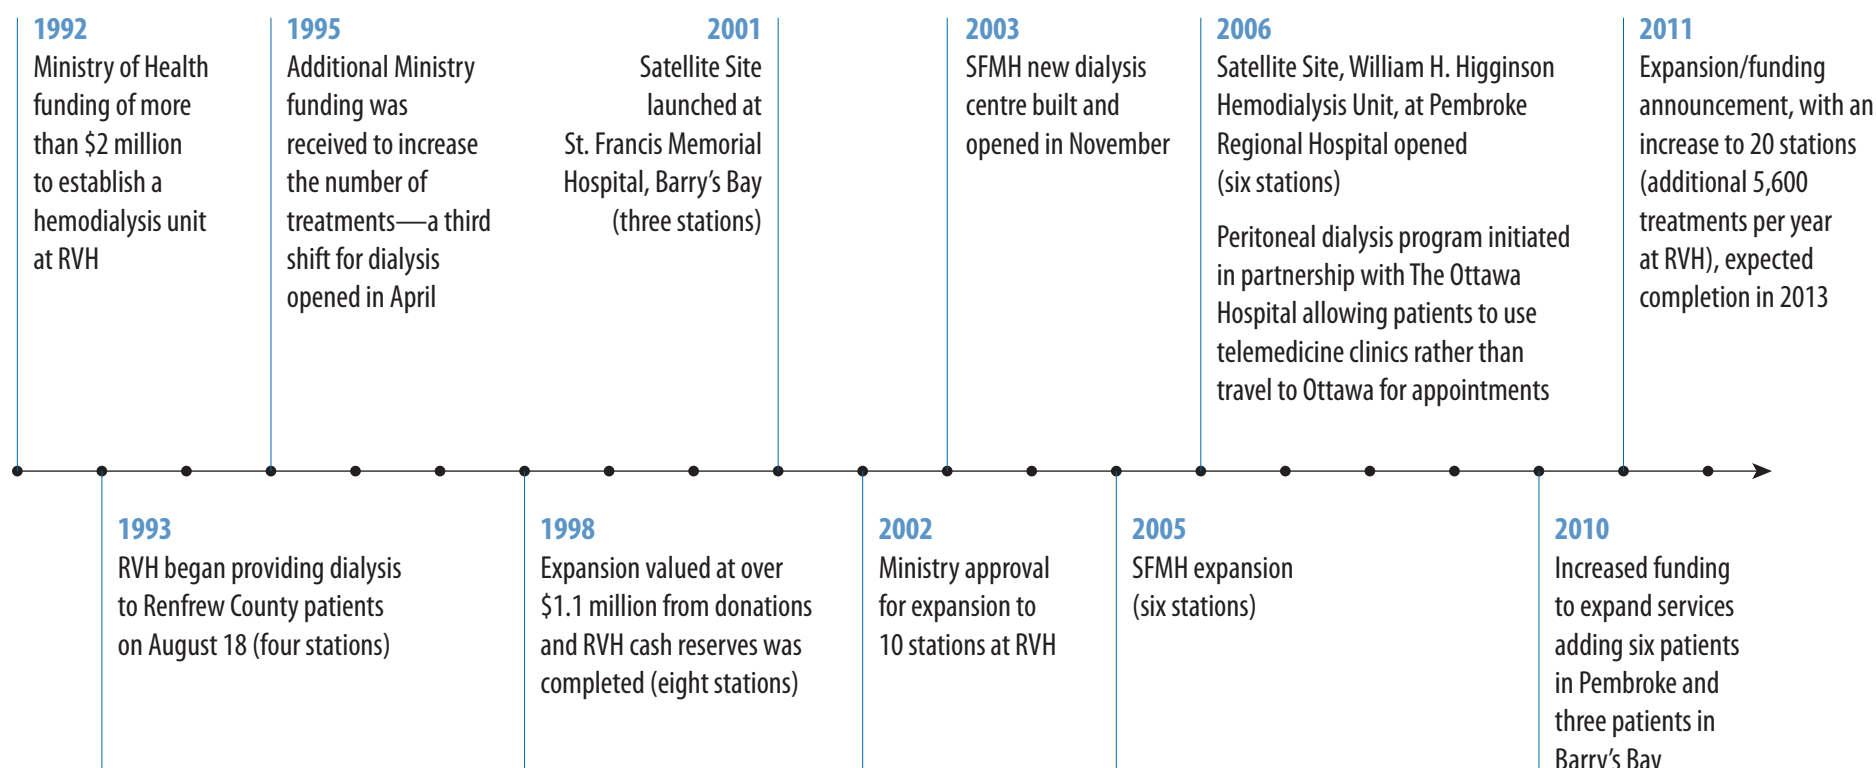 1992
Ministry of Health
funding of more
than $2 million
to establish a
hemodialysis unit
at RVH
1995
Additional Ministry
funding was
received to increase
the number of
treatments—a third
shift for dialysis
opened in April
2001
Satellite Site
launched at
St. Francis Memorial
Hospital, Barry's Bay
(three stations)
2003
SFMH new dialysis
centre built and
opened in November
2006
Satellite Site, William H. Higginson
Hemodialysis Unit, at Pembroke
Regional Hospital opened
(six stations)
Peritoneal dialysis program initiated
in partnership with The Ottawa
Hospital allowing patients to use
telemedicine clinics rather than
travel to Ottawa for appointments
2011
Expansion/funding
announcement, with an
increase to 20 stations
(additional 5,600
treatments per year
at RVH), expected
completion in 2013
1993
RVH began providing dialysis
to Renfrew County patients
on August 18 (four stations)
1998
Expansion valued at over
$1.1 million from donations
and RVH cash reserves was
completed (eight stations)
2002
Ministry approval
for expansion to
10 stations at RVH
2005
SFMH expansion
(six stations)
2010
Increased funding
to expand services
adding six patients
in Pembroke and
three patients in
Barry's Bay